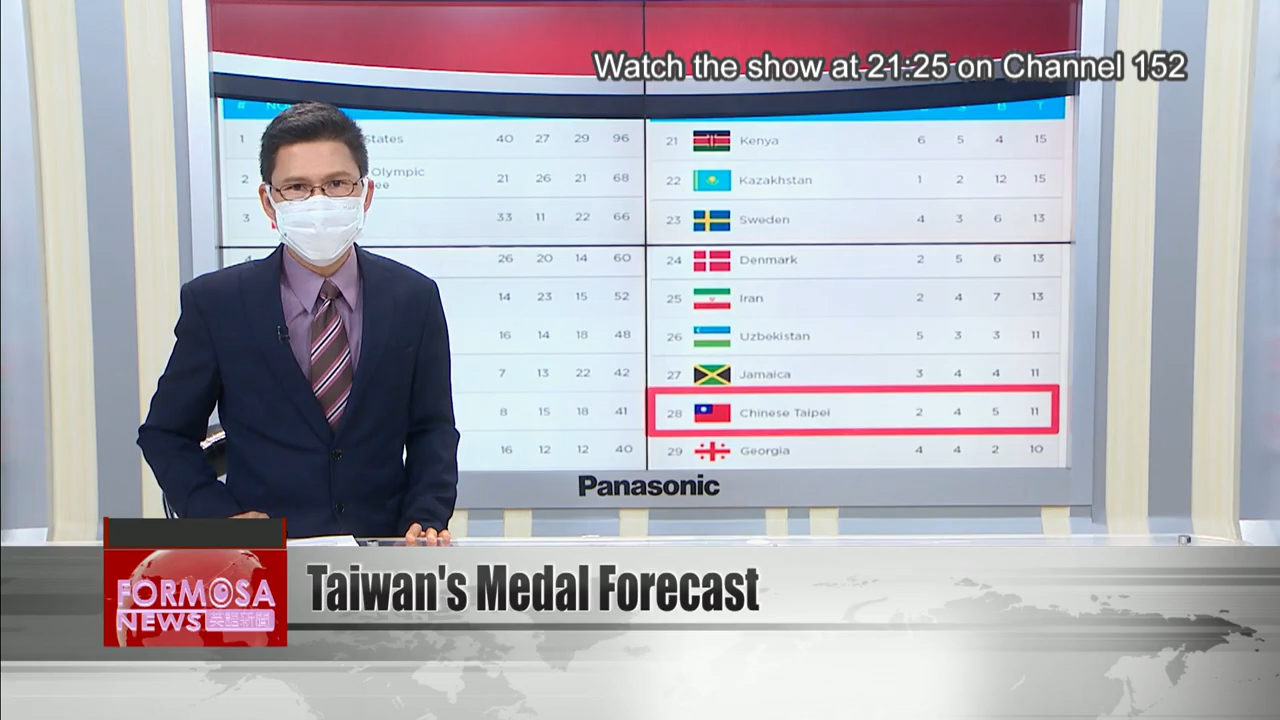 Watch the show at 21:25 on Channel 152
# NO S B T
1 States 40 27 29 96
2 Olympic ee 21 26 21 68
3 33 11 22 66
26 20 14 60
14 23 15 52
16 14 18 48
7 13 22 42
8 15 18 41
16 12 12 40
21 Kenya 6 5 4 15
22 Kazakhstan 1 2 12 15
23 Sweden 4 3 6 13
24 Denmark 2 5 6 13
25 Iran 2 4 7 13
26 Uzbekistan 5 3 3 11
27 Jamaica 3 4 4 11
28 Chinese Taipei 2 4 5 11
29 Georgia 4 4 2 10
Panasonic
FORMOSA
NEWS 英語新聞
Taiwan's Medal Forecast